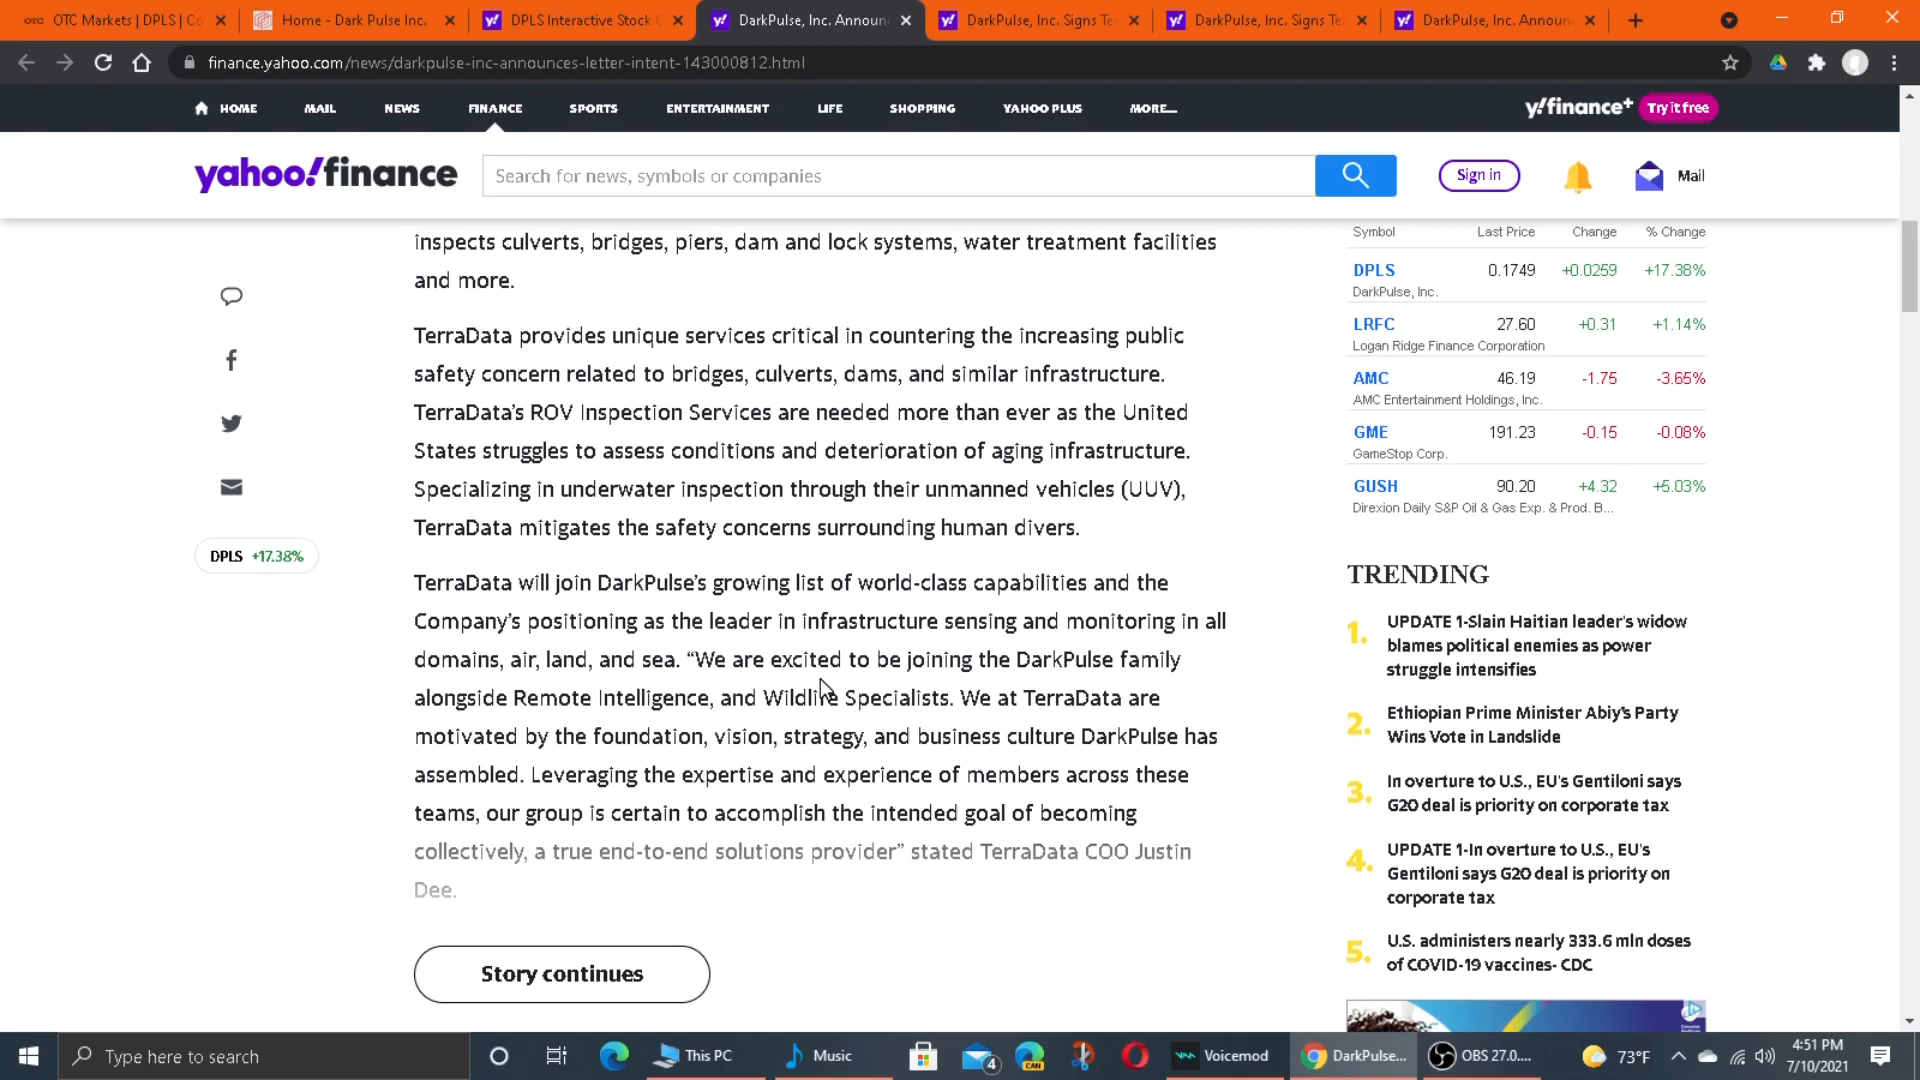 OTC Markets | DPLS | Co
Home - Dark Pulse Inc.
DPLS Interactive Stock C
DarkPulse, Inc. Announ
DarkPulse, Inc. Signs Te
DarkPulse, Inc. Signs Te
DarkPulse, Inc. Announ
finance.yahoo.com/news/darkpulse-inc-announces-letter-intent-143000812.html
HOME MAIL NEWS FINANCE SPORTS ENTERTAINMENT LIFE SHOPPING YAHOO PLUS MORE...
y!finance+ Try it free
yahoo!finance
Search for news, symbols or companies
Sign in
Mail
inspects culverts, bridges, piers, dam and lock systems, water treatment facilities
and more.
TerraData provides unique services critical in countering the increasing public
safety concern related to bridges, culverts, dams, and similar infrastructure.
TerraData's ROV Inspection Services are needed more than ever as the United
States struggles to assess conditions and deterioration of aging infrastructure.
Specializing in underwater inspection through their unmanned vehicles (UUV),
TerraData mitigates the safety concerns surrounding human divers.
DPLS +17.38%
TerraData will join DarkPulse's growing list of world-class capabilities and the
Company's positioning as the leader in infrastructure sensing and monitoring in all
domains, air, land, and sea. “We are excited to be joining the DarkPulse family
alongside Remote Intelligence, and Wildlife Specialists. We at TerraData are
motivated by the foundation, vision, strategy, and business culture DarkPulse has
assembled. Leveraging the expertise and experience of members across these
teams, our group is certain to accomplish the intended goal of becoming
collectively, a true end-to-end solutions provider” stated TerraData COO Justin
Dee.
Story continues
Symbol Last Price Change % Change
DPLS 0.1749 +0.0259 +17.38%
DarkPulse, Inc.
LRFC 27.60 +0.31 +1.14%
Logan Ridge Finance Corporation
AMC 46.19 -1.75 -3.65%
AMC Entertainment Holdings, Inc.
GME 191.23 -0.15 -0.08%
GameStop Corp.
GUSH 90.20 +4.32 +5.03%
Direxion Daily S&P Oil & Gas Exp. & Prod. B...
TRENDING
1. UPDATE 1-Slain Haitian leader's widow
blames political enemies as power
struggle intensifies
2. Ethiopian Prime Minister Abiy's Party
Wins Vote in Landslide
3. In overture to U.S., EU's Gentiloni says
G20 deal is priority on corporate tax
4. UPDATE 1-In overture to U.S., EU's
Gentiloni says G20 deal is priority on
corporate tax
5. U.S. administers nearly 333.6 mln doses
of COVID-19 vaccines- CDC
Type here to search
This PC
Music
4
CAN
Voicemod
DarkPulse...
OBS 27.0....
73°F
4:51 PM
7/10/2021